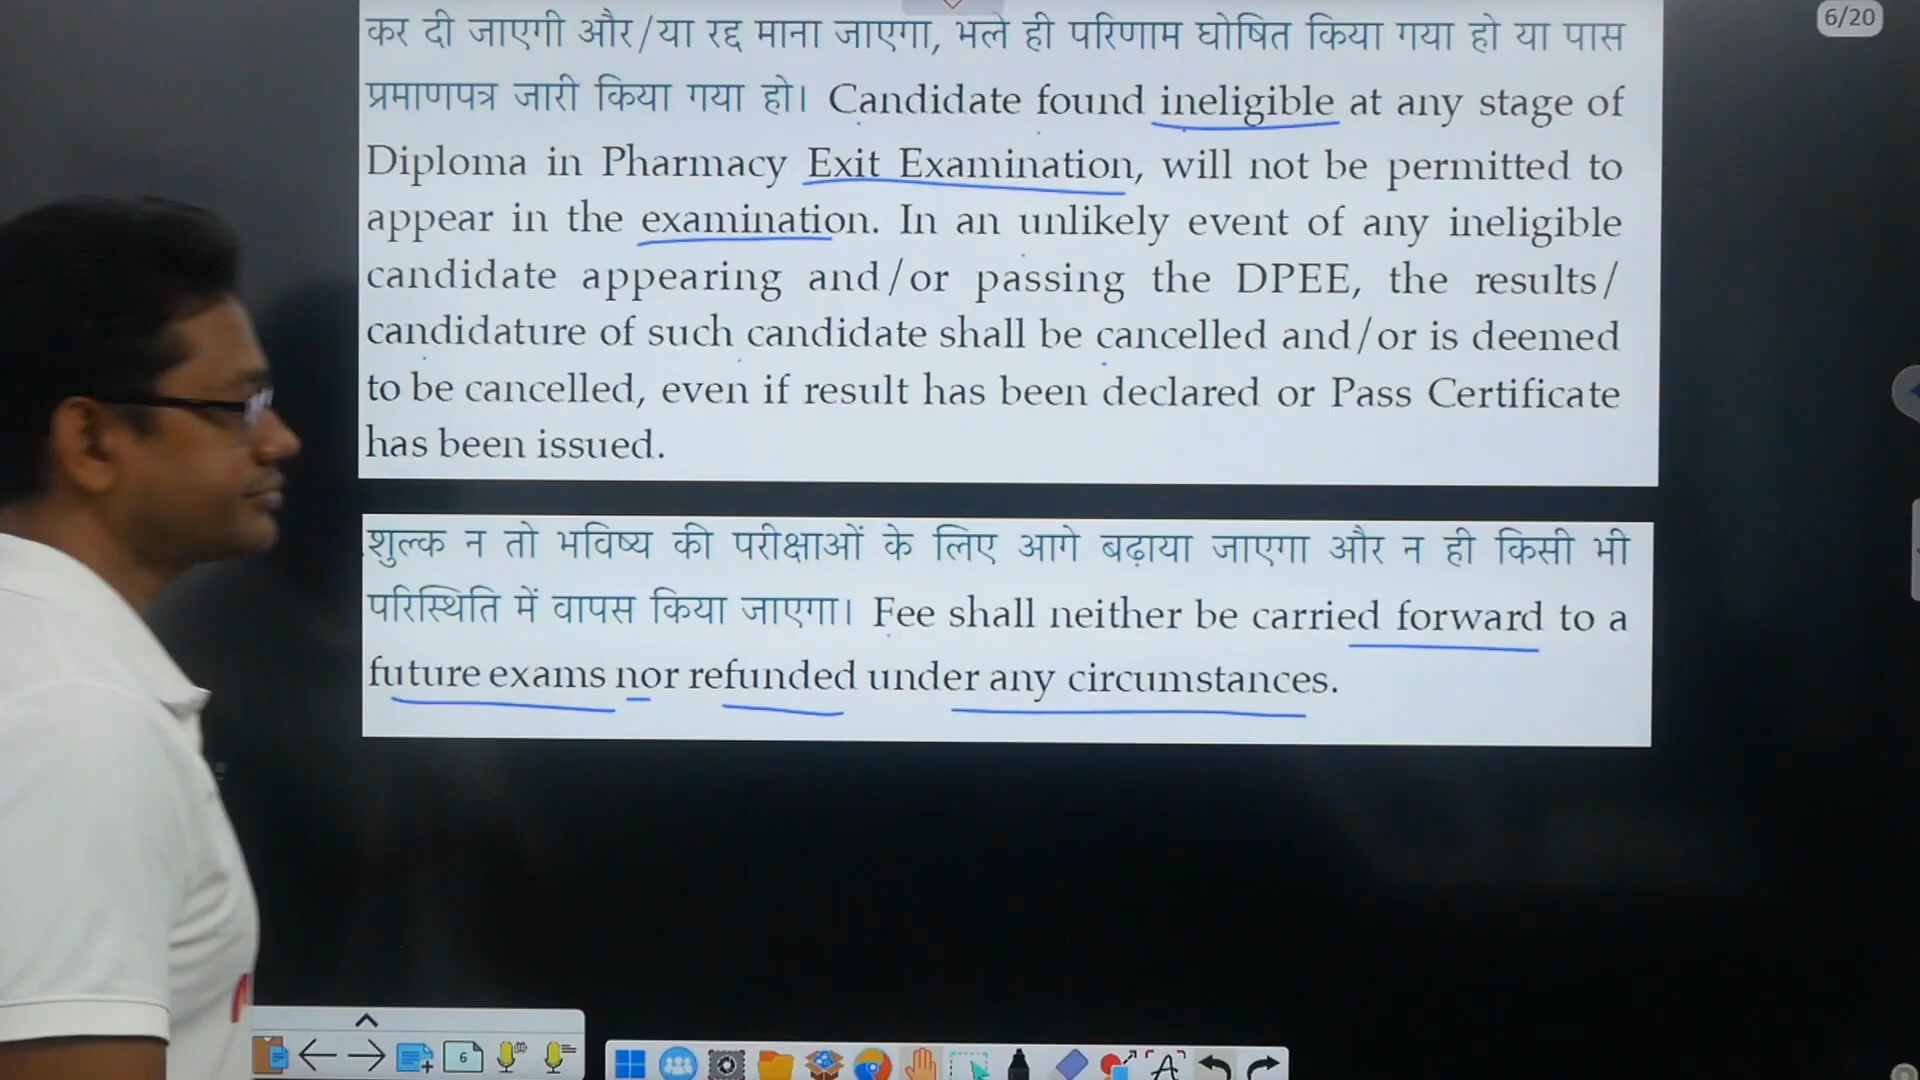 कर दी जाएगी और/या रद्द माना जाएगा, भले ही परिणाम घोषित किया गया हो या पास
6/20
प्रमाणपत्र जारी किया गया हो। Candidate found ineligible at any stage of
Diploma in Pharmacy Exit Examination, will not be permitted to
appear in the examination. In an unlikely event of any ineligible
candidate appearing and/or passing the DPEE, the results/
candidature of such candidate shall be cancelled and/or is deemed
to be cancelled, even if result has been declared or Pass Certificate
has been issued.
शुल्क न तो भविष्य की परीक्षाओं के लिए आगे बढ़ाया जाएगा और न ही किसी भी
परिस्थिति में वापस किया जाएगा। Fee shall neither be carried forward to a
future exams nor refunded under any circumstances.
6
A